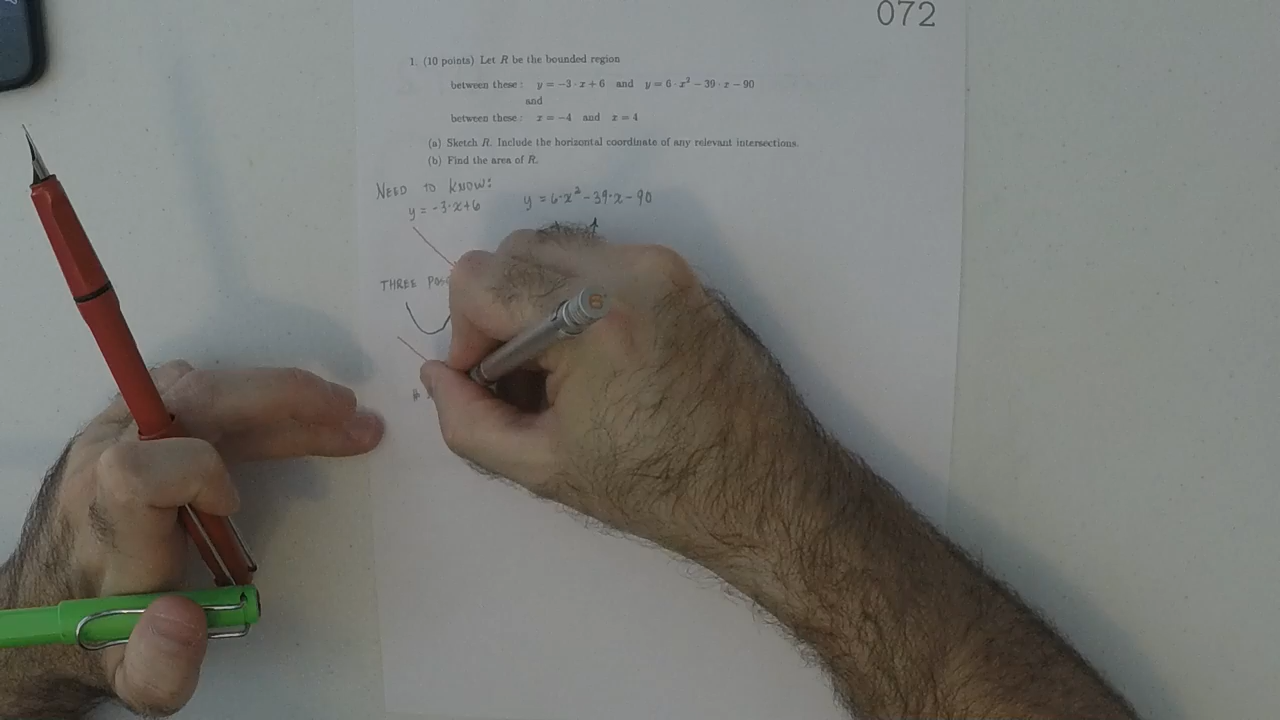 072
1. (10 points) Let R be the bounded region
between these : y = −3 · x + 6 and y = 6 · x² − 39 · x − 90
and
between these : x = −4 and x = 4
(a) Sketch R. Include the horizontal coordinate of any relevant intersections.
(b) Find the area of R.
NEED TO KNOW:
y = -3·x+6 y = 6·x² -39·x - 90
THREE